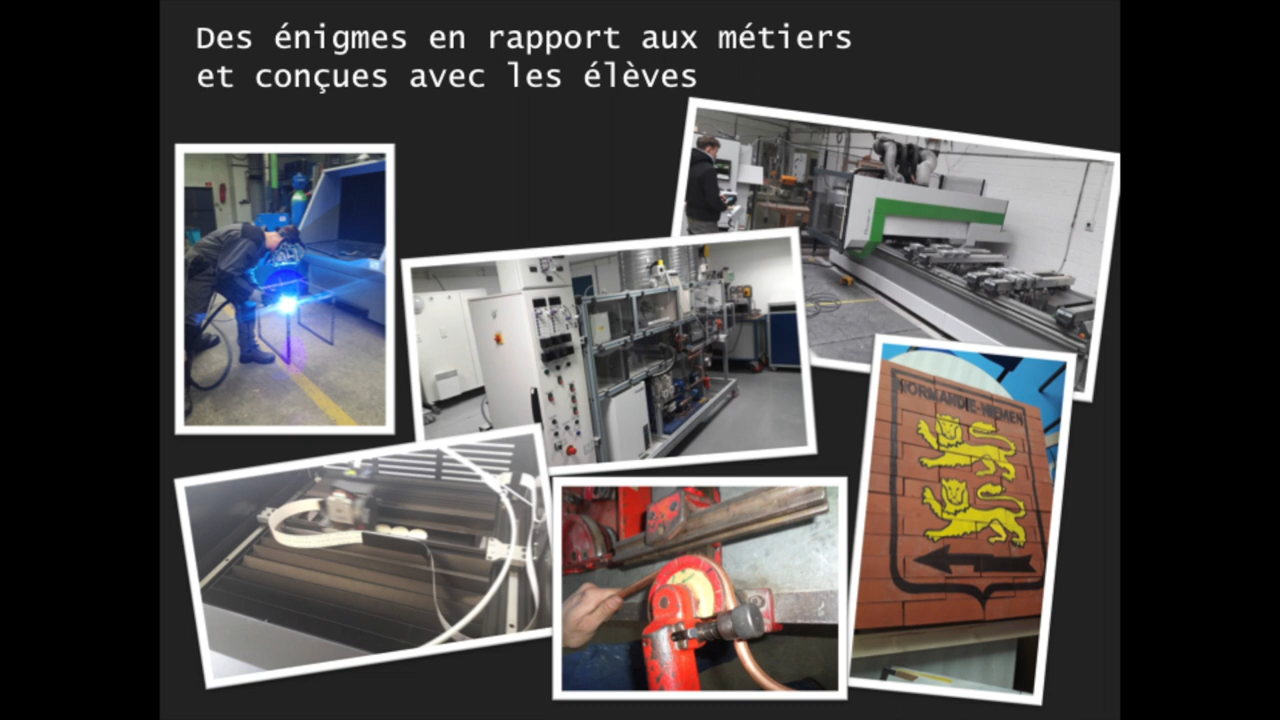 Des énigmes en rapport aux métiers
et conçues avec les élèves
NORMANDIE-NIEMEN